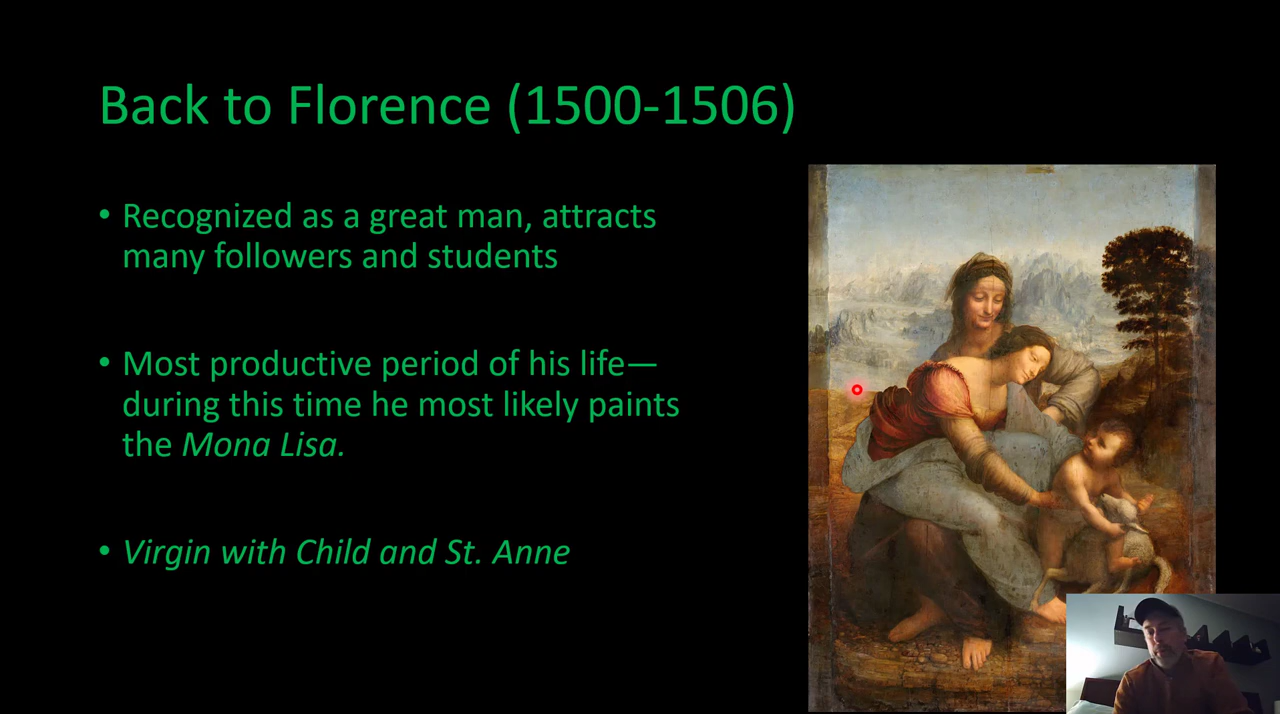 Back to Florence (1500-1506)
• Recognized as a great man, attracts
many followers and students
• Most productive period of his life—
during this time he most likely paints
the Mona Lisa.
• Virgin with Child and St. Anne